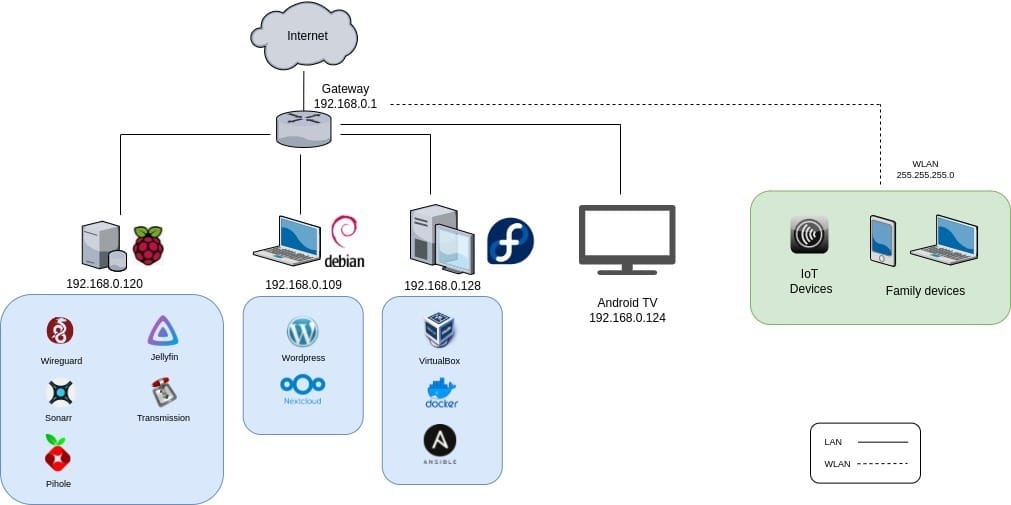 Internet
Gateway
192.168.0.1
WLAN
255.255.255.0
debian
192.168.0.120
192.168.0.109
192.168.0.128
Android TV
192.168.0.124
IoT
Devices
Family devices
Wireguard
Jellyfin
Sonarr
Transmission
Pihole
Wordpress
Nextcloud
VirtualBox
docker
ANSIBLE
LAN
WLAN